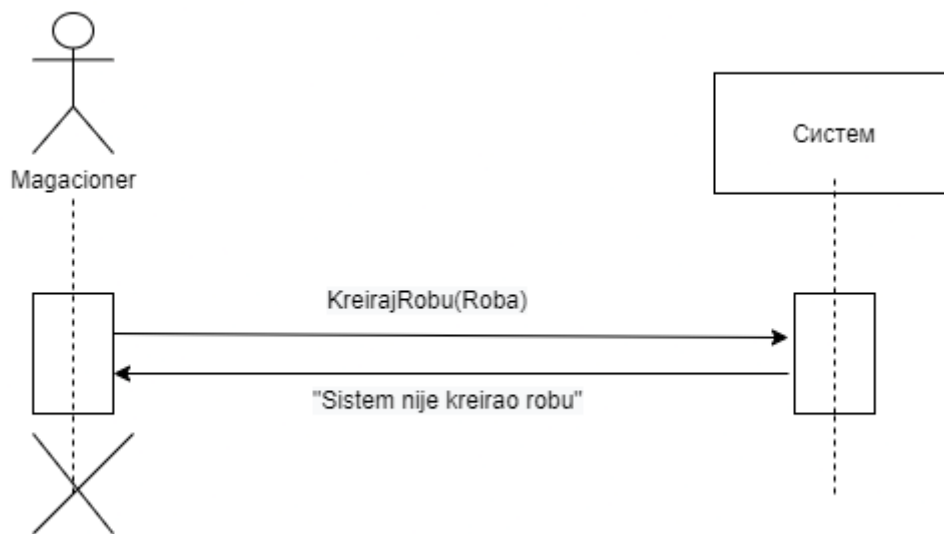 Систем
Magacioner
KreirajRobu(Roba)
"Sistem nije kreirao robu"